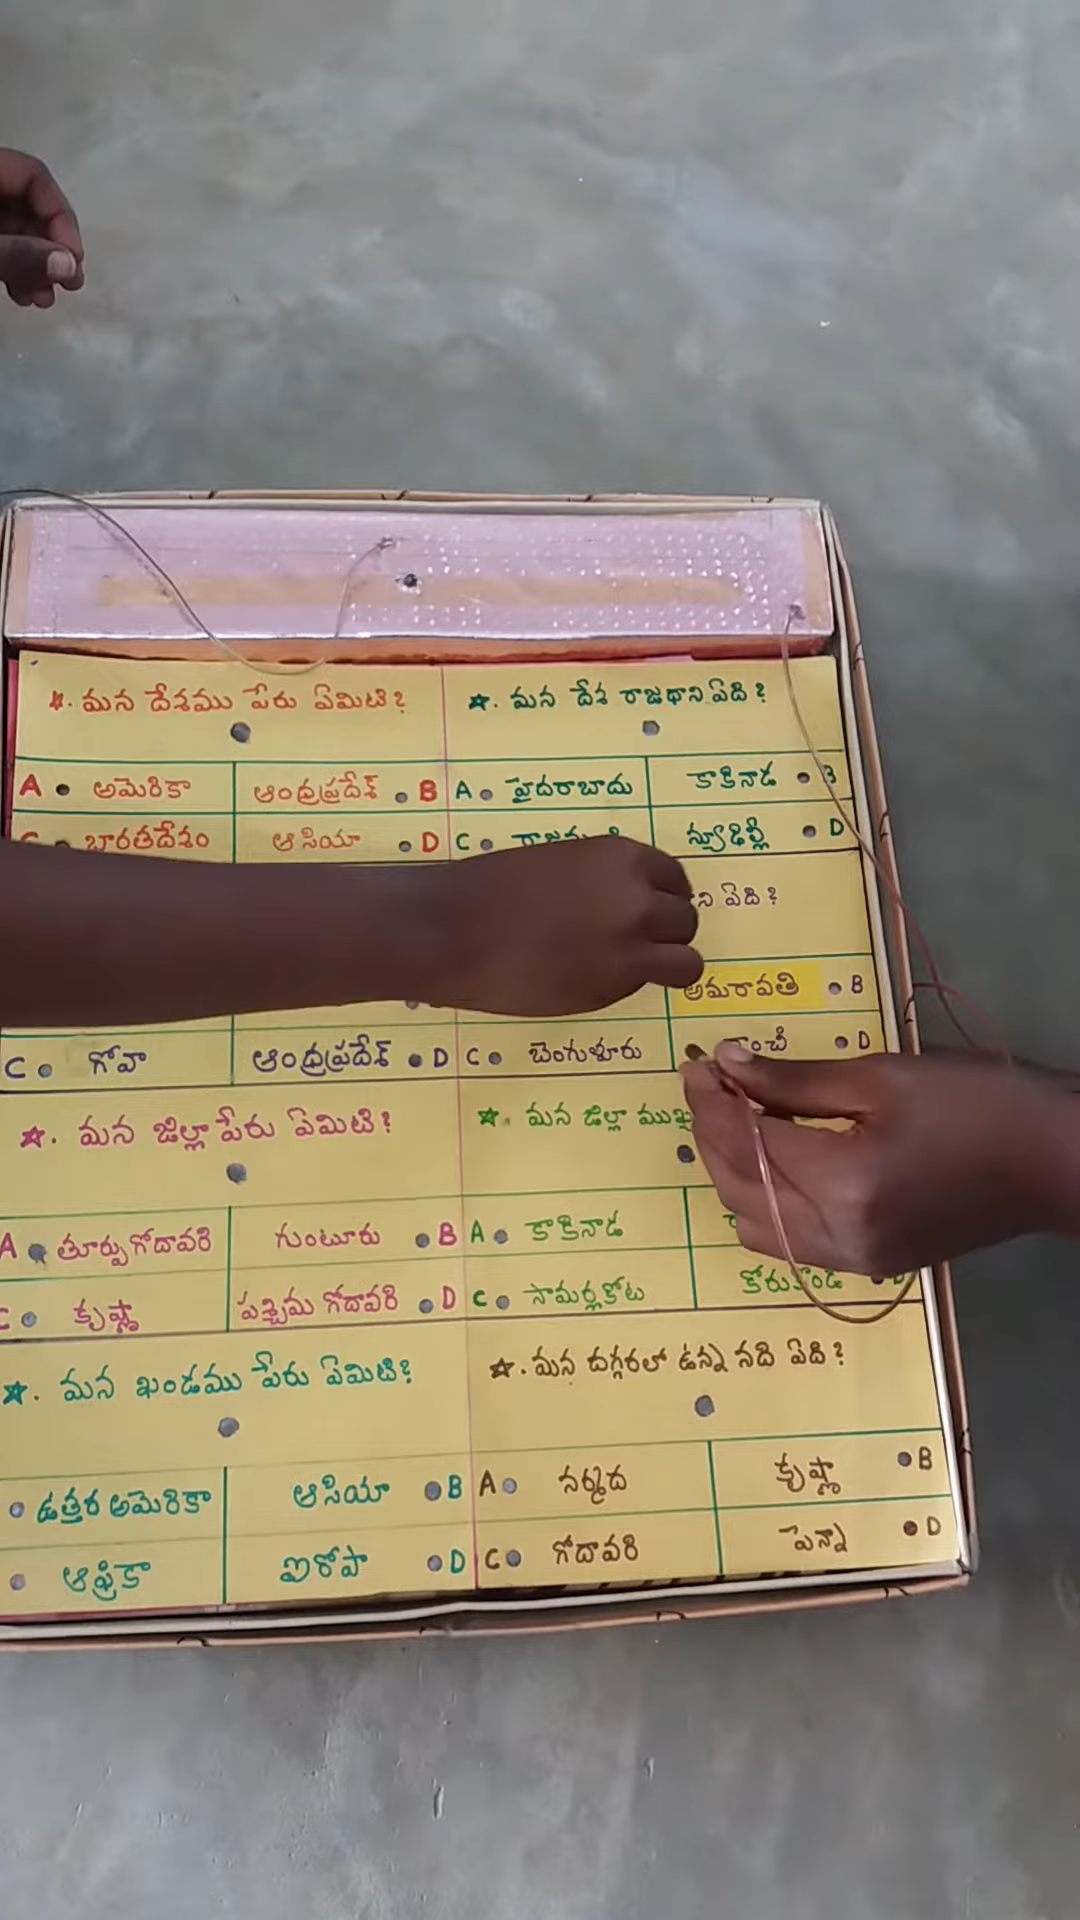 ☆. మన దేశము పేరు ఏమిటి?
A అమెరికా ఆంధ్రప్రదేశ్ B
C భారతదేశం ఆసియా D
☆. మన దేశ రాజధాని ఏది?
A హైదరాబాదు కాకినాడ B
C న్యూఢిల్లీ D
ని ఏది?
అమరావతి B
C గోవా ఆంధ్రప్రదేశ్ D
C బెంగుళూరు D
☆. మన జిల్లా పేరు ఏమిటి?
A తూర్పుగోదావరి గుంటూరు B
C కృష్ణా పశ్చిమ గోదావరి D
☆. మన జిల్లా
A కాకినాడ
C సామర్లకోట కోరుకొండ D
☆. మన ఖండము పేరు ఏమిటి?
ఉత్తర అమెరికా ఆసియా B
ఆఫ్రికా ఐరోపా D
☆. మన దగ్గరలో ఉన్న నది ఏది?
A నర్మద కృష్ణా B
C గోదావరి పెన్నా D